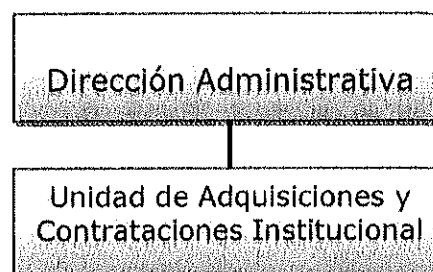 Dirección Administrativa
Unidad de Adquisiciones y
Contrataciones Institucional